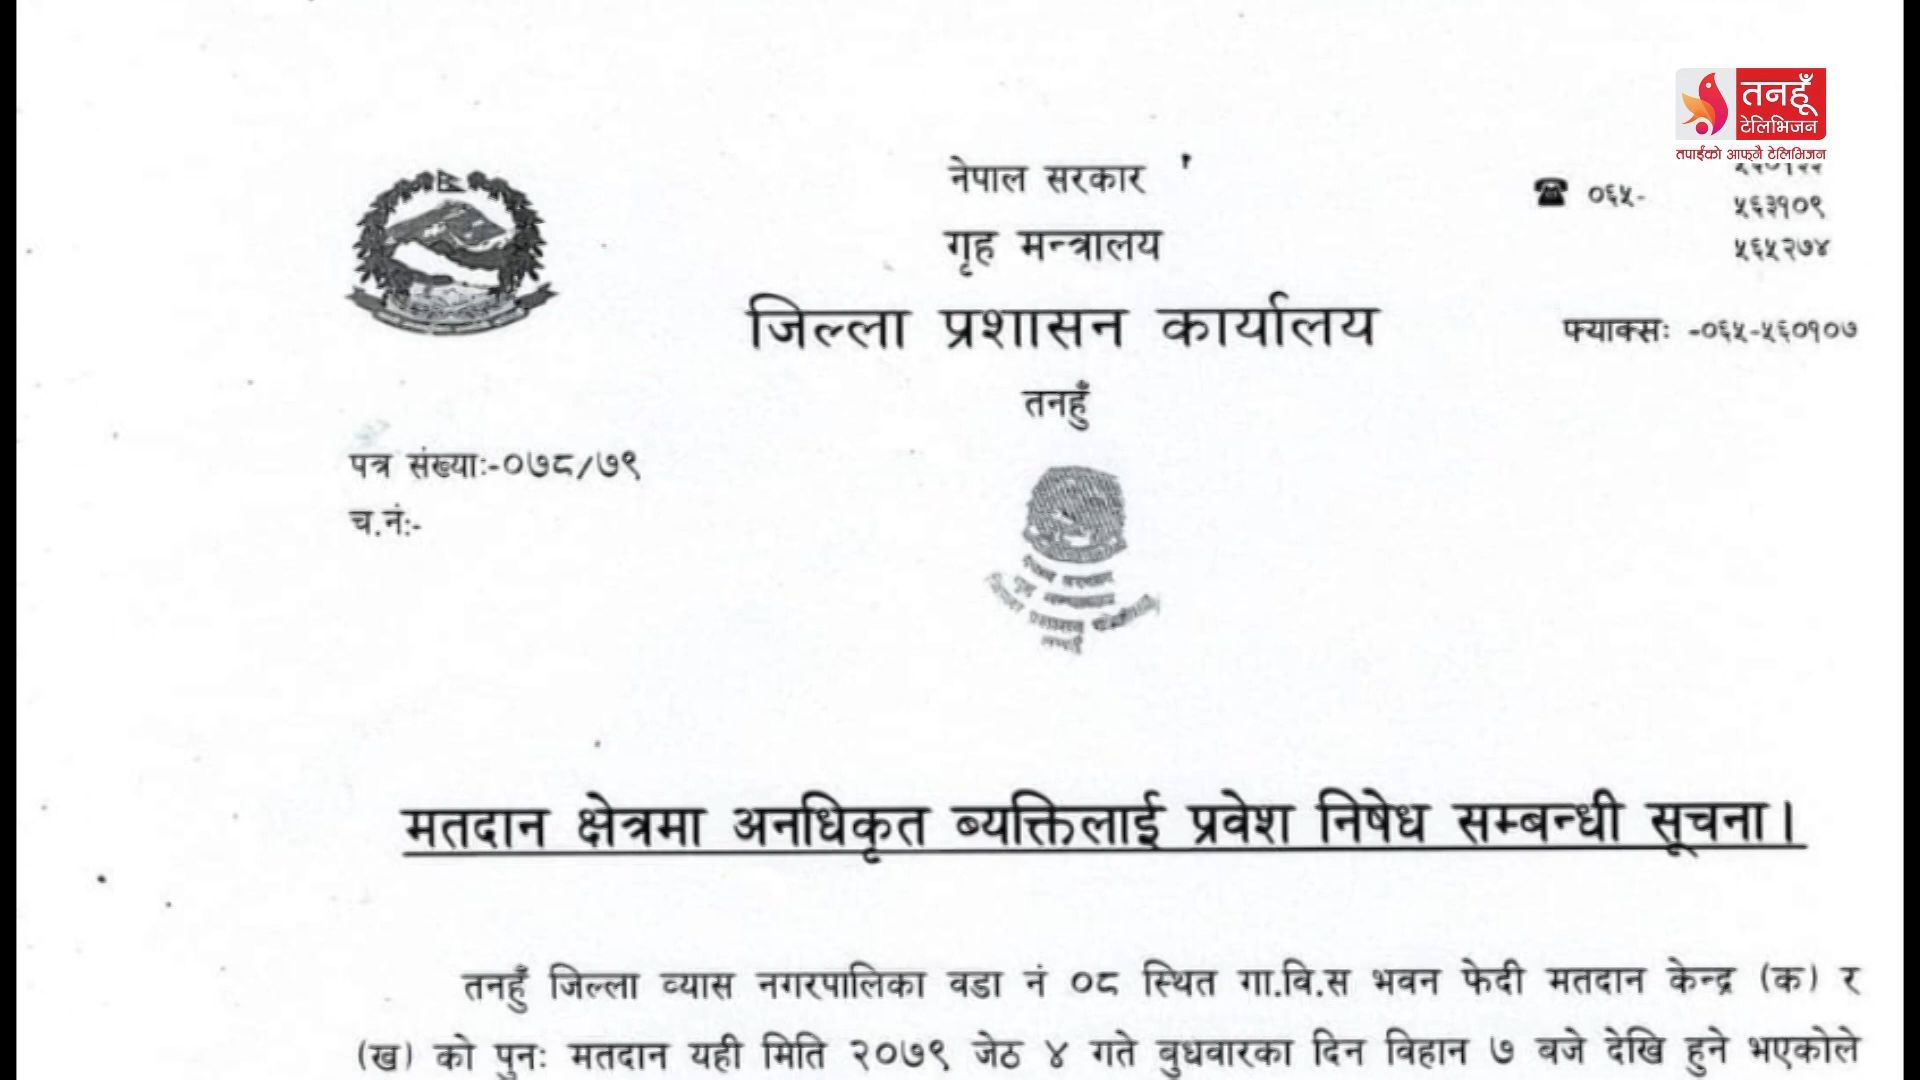 तनहूँ
टेलिभिजन
तपाईंको आफ्नै टेलिभिजन
नेपाल सरकार
गृह मन्त्रालय
जिल्ला प्रशासन कार्यालय
तनहुँ
☎ ०६५-
५६३१०९
५६५२७४
फ्याक्सः -०६५-५६०१०७
पत्र संख्याः-०७८/७९
च.नं:-
मतदान क्षेत्रमा अनधिकृत ब्यक्तिलाई प्रवेश निषेध सम्बन्धी सूचना।
तनहुँ जिल्ला व्यास नगरपालिका वडा नं ०८ स्थित गा.वि.स भवन फेदी मतदान केन्द्र (क) र
(ख) को पुनः मतदान यही मिति २०७९ जेठ ४ गते बुधवारका दिन विहान ७ बजे देखि हुने भएकोले